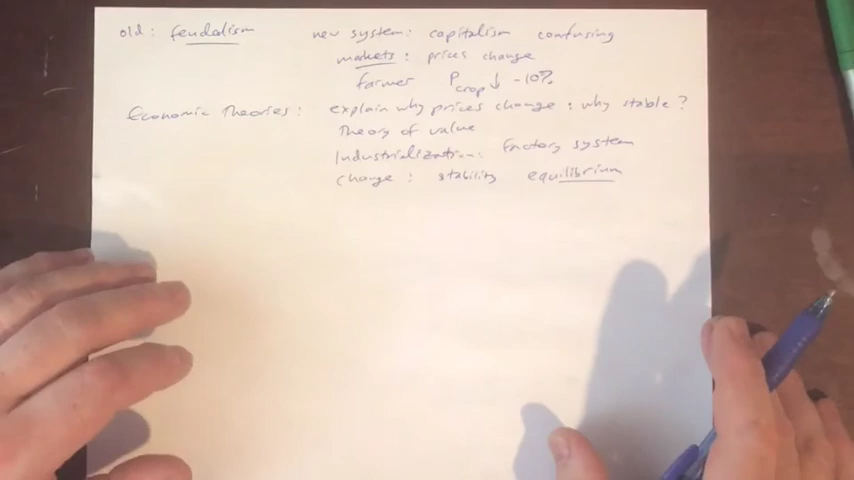 old: feudalism new system: capitalism confusing
markets: prices change
farmer Pcrop↓ -10%
Economic Theories: explain why prices change: why stable?
Theory of value
Industrialization: Factory system
change: stability equilibrium